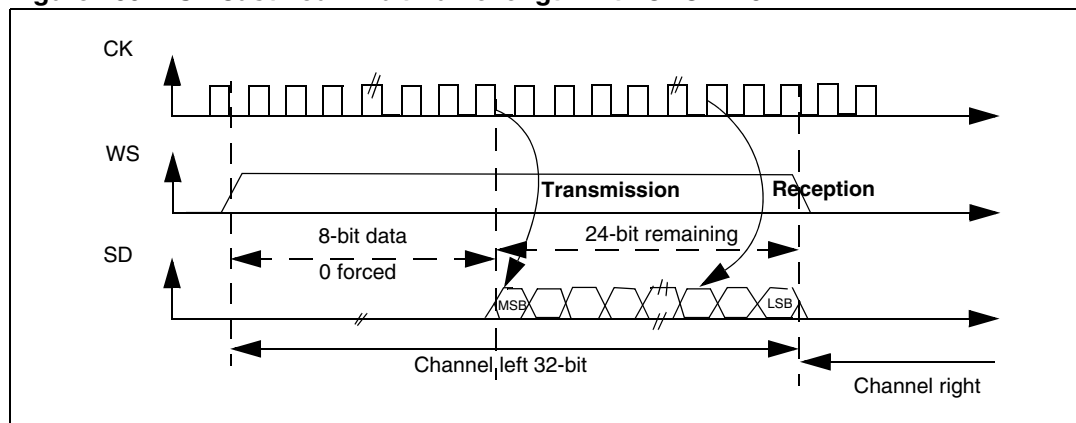 CK
WS
Transmission
Reception
8-bit data
24-bit remaining
SD
0 forced
MSB
LSB
Channel left 32-bit
Channel right